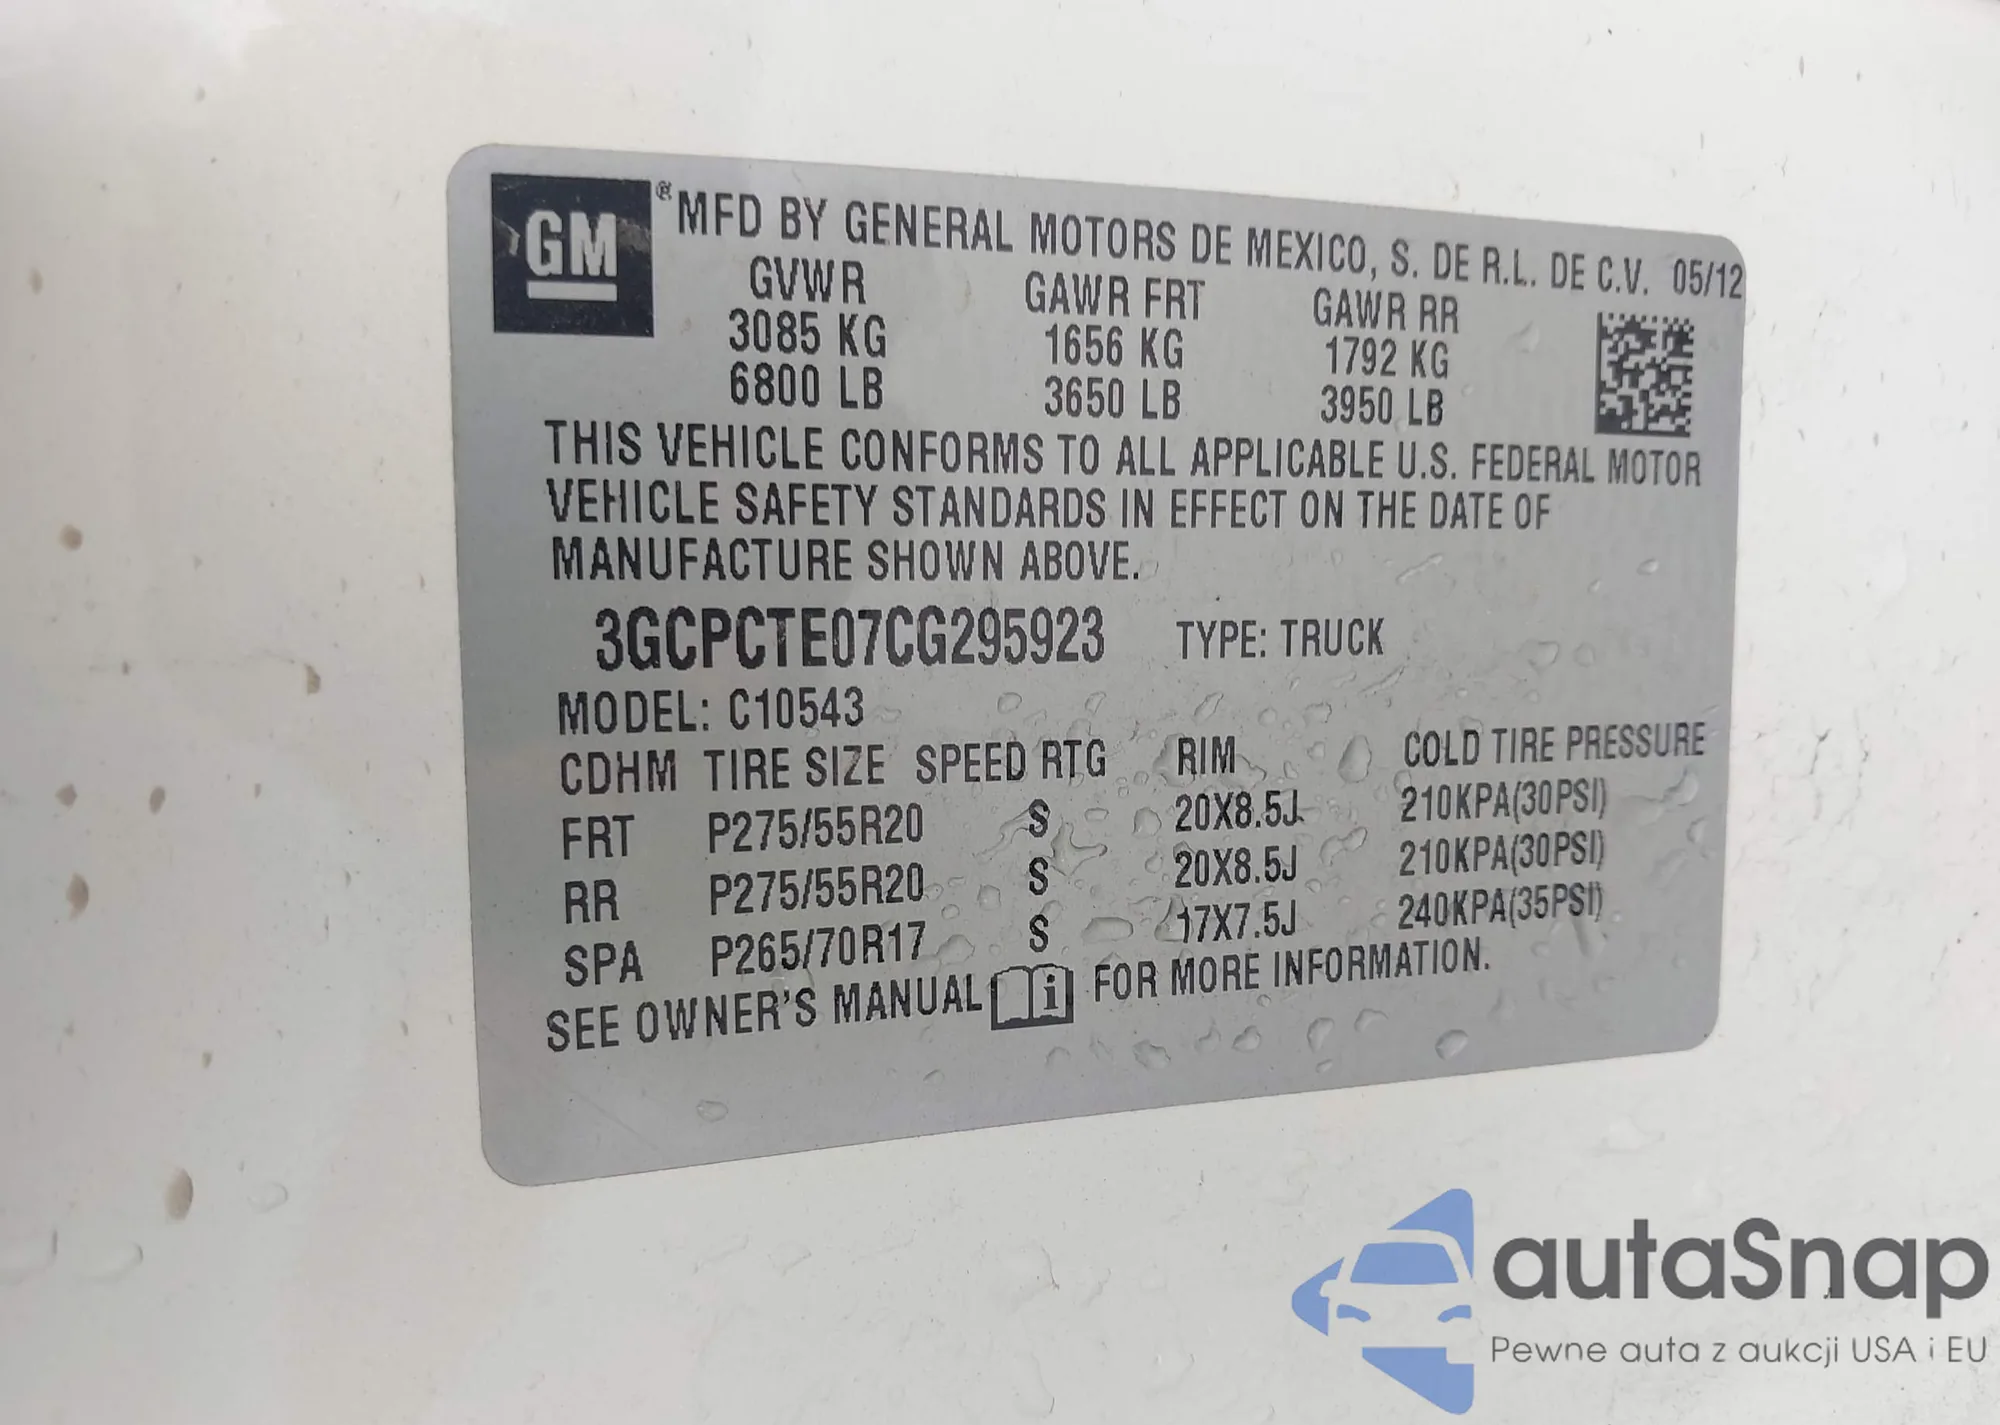 GM
® MFD BY GENERAL MOTORS DE MEXICO, S. DE R.L. DE C.V. 05/12
GVWR GAWR FRT GAWR RR
3085 KG 1656 KG 1792 KG
6800 LB 3650 LB 3950 LB
THIS VEHICLE CONFORMS TO ALL APPLICABLE U.S. FEDERAL MOTOR
VEHICLE SAFETY STANDARDS IN EFFECT ON THE DATE OF
MANUFACTURE SHOWN ABOVE.
3GCPCTE07CG295923 TYPE: TRUCK
MODEL: C10543
CDHM TIRE SIZE SPEED RTG RIM COLD TIRE PRESSURE
FRT P275/55R20 S 20X8.5J 210KPA(30PSI)
RR P275/55R20 S 20X8.5J 210KPA(30PSI)
SPA P265/70R17 S 17X7.5J 240KPA(35PSI)
SEE OWNER'S MANUAL i FOR MORE INFORMATION.
autaSnap
Pewne auta z aukcji USA i EU